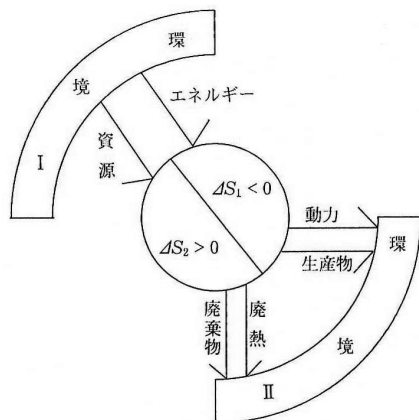 環
境
I
エネルギー
資源
ΔS₁ < 0
ΔS₂ > 0
動力
生産物
廃棄物
廃熱
環
境
II